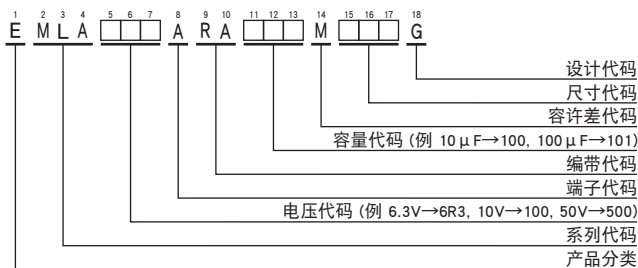 1 2 3 4 5 6 7 8 9 10 11 12 13 14 15 16 17 18
E M L A A R A M G
设计代码
尺寸代码
容许差代码
容量代码 (例 10μF→100, 100μF→101)
编带代码
端子代码
电压代码 (例 6.3V→6R3, 10V→100, 50V→500)
系列代码
产品分类